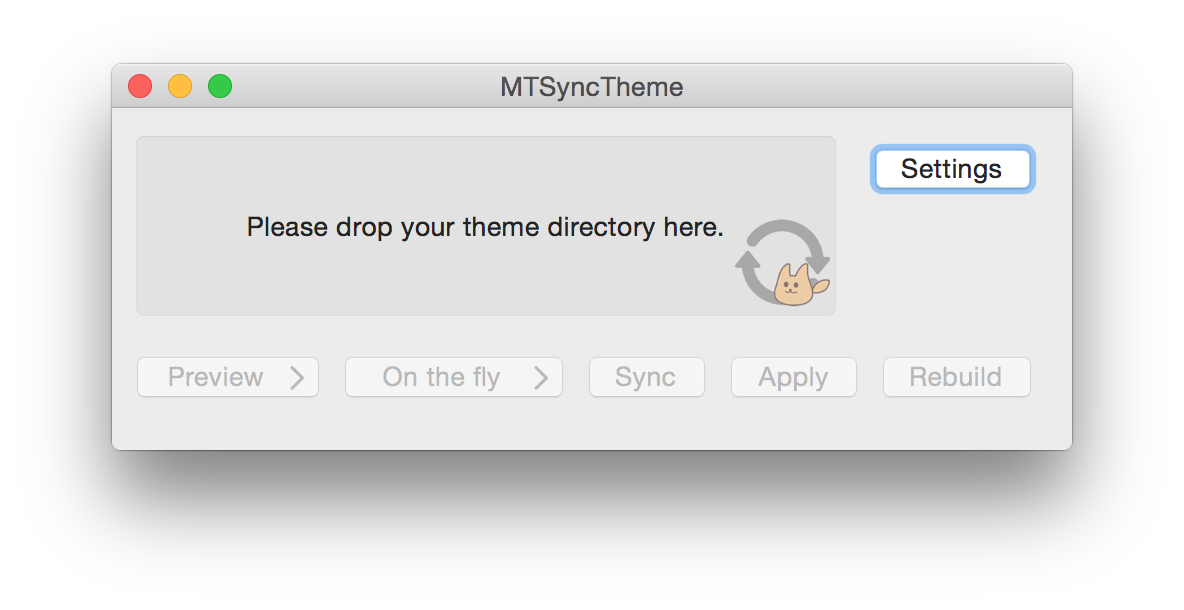 MTSyncTheme
Settings
Please drop your theme directory here.
Preview
On the fly
Sync
Apply
Rebuild